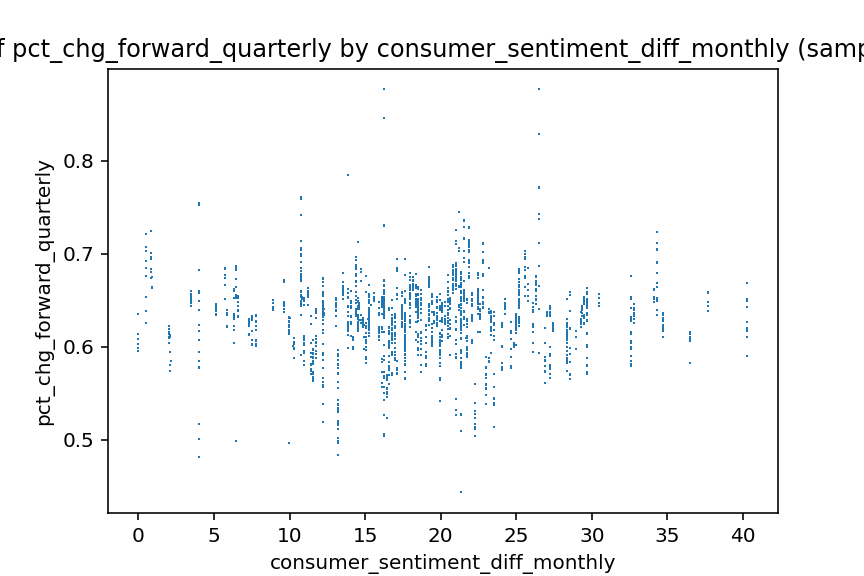 pct_chg_forward_quarterly by consumer_sentiment_diff_monthly
pct_chg_forward_quarterly
0.8
0.7
0.6
0.5
0 5 10 15 20 25 30 35 40
consumer_sentiment_diff_monthly